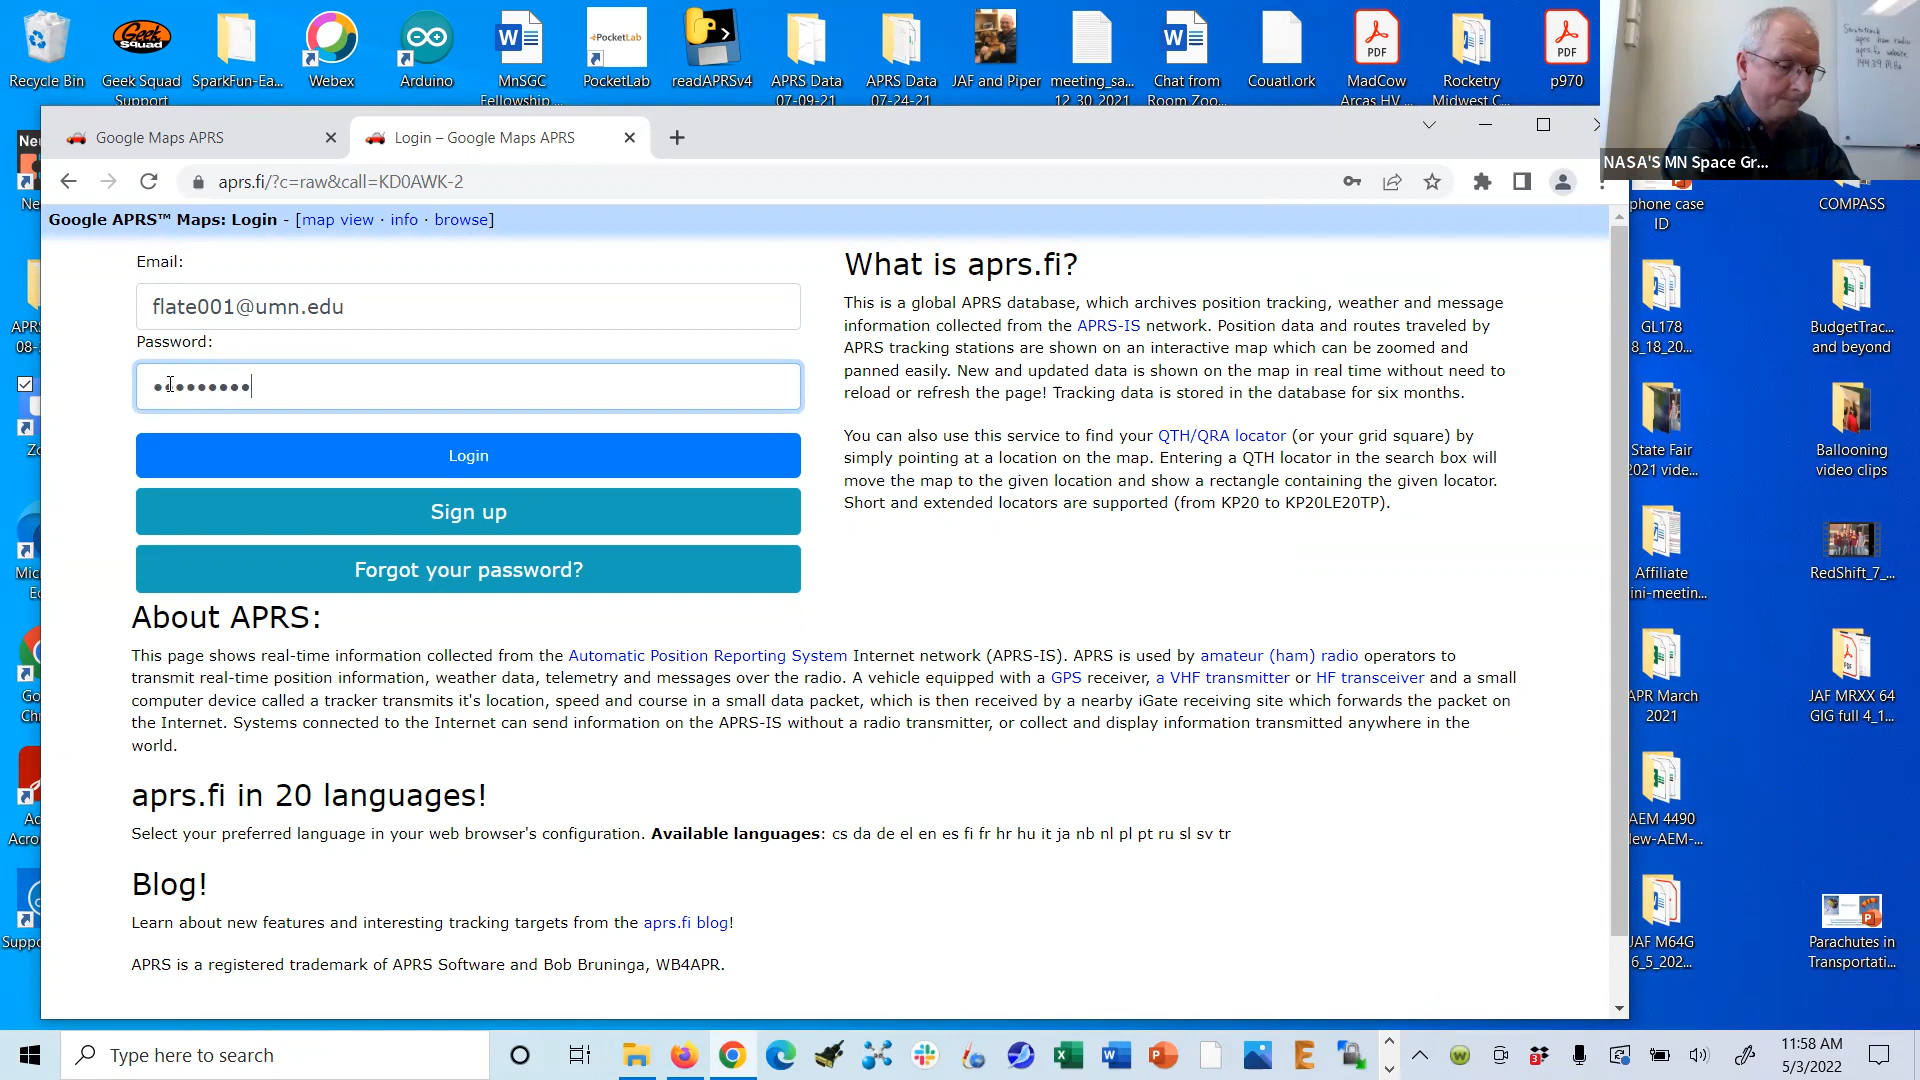 Recycle Bin
Geek Squad
Support
SparkFun-Ea...
Webex
Arduino
MnSGC
Fellowship ...
PocketLab
readAPRSv4
APRS Data
07-09-21
APRS Data
07-24-21
JAF and Piper
meeting_sa...
12_30_2021
Chat from
Room Zoo...
Couatl.ork
MadCow
Arcas HV ...
Rocketry
Midwest C...
p970
NASA'S MN Space Gr...
Google Maps APRS
Login – Google Maps APRS
aprs.fi/?c=raw&call=KD0AWK-2
Google APRS™ Maps: Login - [map view · info · browse]
Email:
flate001@umn.edu
Password:
Login
Sign up
Forgot your password?
What is aprs.fi?
This is a global APRS database, which archives position tracking, weather and message
information collected from the APRS-IS network. Position data and routes traveled by
APRS tracking stations are shown on an interactive map which can be zoomed and
panned easily. New and updated data is shown on the map in real time without need to
reload or refresh the page! Tracking data is stored in the database for six months.
You can also use this service to find your QTH/QRA locator (or your grid square) by
simply pointing at a location on the map. Entering a QTH locator in the search box will
move the map to the given location and show a rectangle containing the given locator.
Short and extended locators are supported (from KP20 to KP20LE20TP).
About APRS:
This page shows real-time information collected from the Automatic Position Reporting System Internet network (APRS-IS). APRS is used by amateur (ham) radio operators to
transmit real-time position information, weather data, telemetry and messages over the radio. A vehicle equipped with a GPS receiver, a VHF transmitter or HF transceiver and a small
computer device called a tracker transmits it's location, speed and course in a small data packet, which is then received by a nearby iGate receiving site which forwards the packet on
the Internet. Systems connected to the Internet can send information on the APRS-IS without a radio transmitter, or collect and display information transmitted anywhere in the
world.
aprs.fi in 20 languages!
Select your preferred language in your web browser's configuration. Available languages: cs da de el en es fi fr hr hu it ja nb nl pl pt ru sl sv tr
Blog!
Learn about new features and interesting tracking targets from the aprs.fi blog!
APRS is a registered trademark of APRS Software and Bob Bruninga, WB4APR.
phone case
ID
COMPASS
GL178
8_18_20...
BudgetTrac...
and beyond
State Fair
2021 vide...
Ballooning
video clips
Affiliate
ini-meetin...
RedShift_7_...
APR March
2021
JAF MRXX 64
GIG full 4_1...
AEM 4490
lew-AEM-...
JAF M64G
6_5_202...
Parachutes in
Transportati...
Type here to search
11:58 AM
5/3/2022